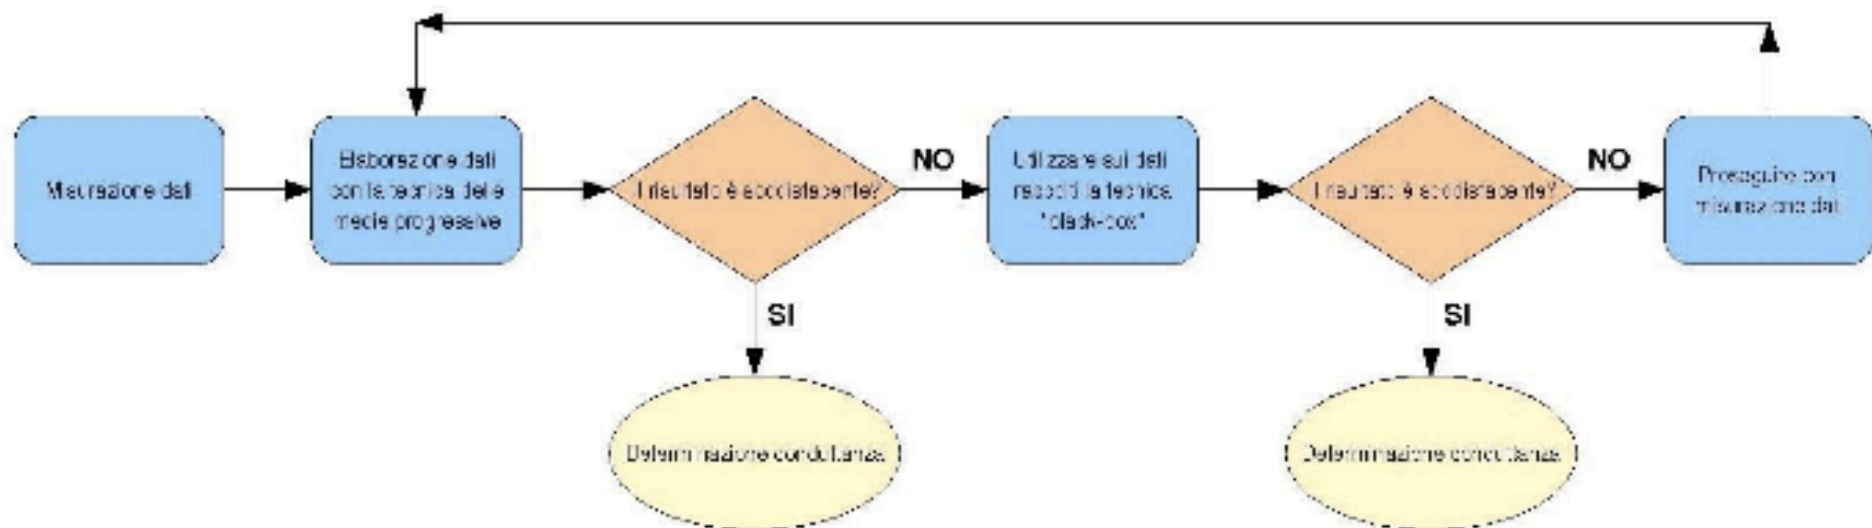 Misurazione dati
Elaborazione dati
con la tecnica delle
medie progressive
Il risultato è soddisfacente?
NO
SI
Determinazione conduttanza
Utilizzare sui dati
raccolti la tecnica
"black-box"
Il risultato è soddisfacente?
NO
SI
Determinazione conduttanza
Proseguire con
misurazione dati